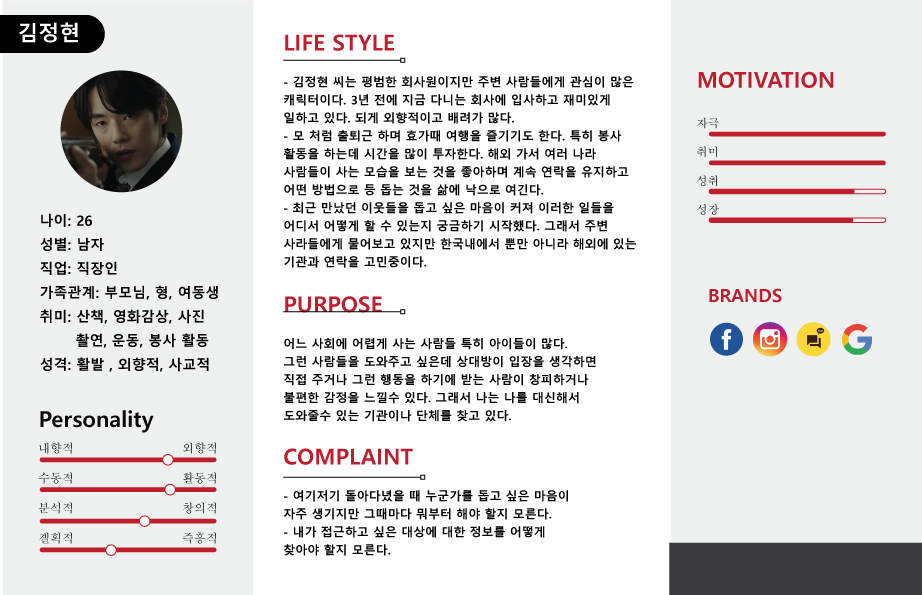 김정현
나이: 26
성별: 남자
직업: 직장인
가족관계: 부모님, 형, 여동생
취미: 산책, 영화감상, 사진
촬연, 운동, 봉사 활동
성격: 활발 , 외향적, 사교적
Personality
내향적 외향적
수동적 활동적
분석적 창의적
계획적 즉흥적
LIFE STYLE
- 김정현 씨는 평범한 회사원이지만 주변 사람들에게 관심이 많은
캐릭터이다. 3년 전에 지금 다니는 회사에 입사하고 재미있게
일하고 있다. 되게 외향적이고 배려가 많다.
- 모 처럼 출퇴근 하며 효가때 여행을 즐기기도 한다. 특히 봉사
활동을 하는데 시간을 많이 투자한다. 해외 가서 여러 나라
사람들이 사는 모습을 보는 것을 좋아하며 계속 연락을 유지하고
어떤 방법으로 등 돕는 것을 삶에 낙으로 여긴다.
- 최근 만났던 이웃들을 돕고 싶은 마음이 커져 이러한 일들을
어디서 어떻게 할 수 있는지 궁금하기 시작했다. 그래서 주변
사라들에게 물어보고 있지만 한국내에서 뿐만 아니라 해외에 있는
기관과 연락을 고민중이다.
PURPOSE
어느 사회에 어렵게 사는 사람들 특히 아이들이 많다.
그런 사람들을 도와주고 싶은데 상대방이 입장을 생각하면
직접 주거나 그런 행동을 하기에 받는 사람이 창피하거나
불편한 감정을 느낄수 있다. 그래서 나는 나를 대신해서
도와줄수 있는 기관이나 단체를 찾고 있다.
COMPLAINT
- 여기저기 돌아다녔을 때 누군가를 돕고 싶은 마음이
자주 생기지만 그때마다 뭐부터 해야 할지 모른다.
- 내가 접근하고 싶은 대상에 대한 정보를 어떻게
찾아야 할지 모른다.
MOTIVATION
자극
취미
성취
성장
BRANDS